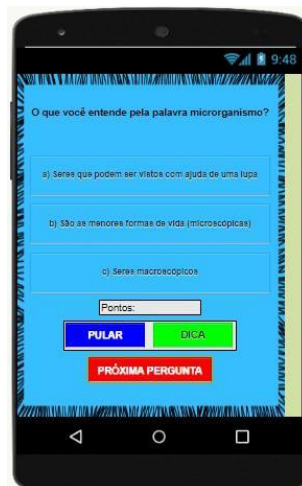 9:48
O que você entende pela palavra microrganismo?
a) Seres que podem ser vistos com ajuda de uma lupa
b) São as menores formas de vida (microscópicas)
c) Seres macroscópicos
Pontos:
PULAR DICA
PRÓXIMA PERGUNTA